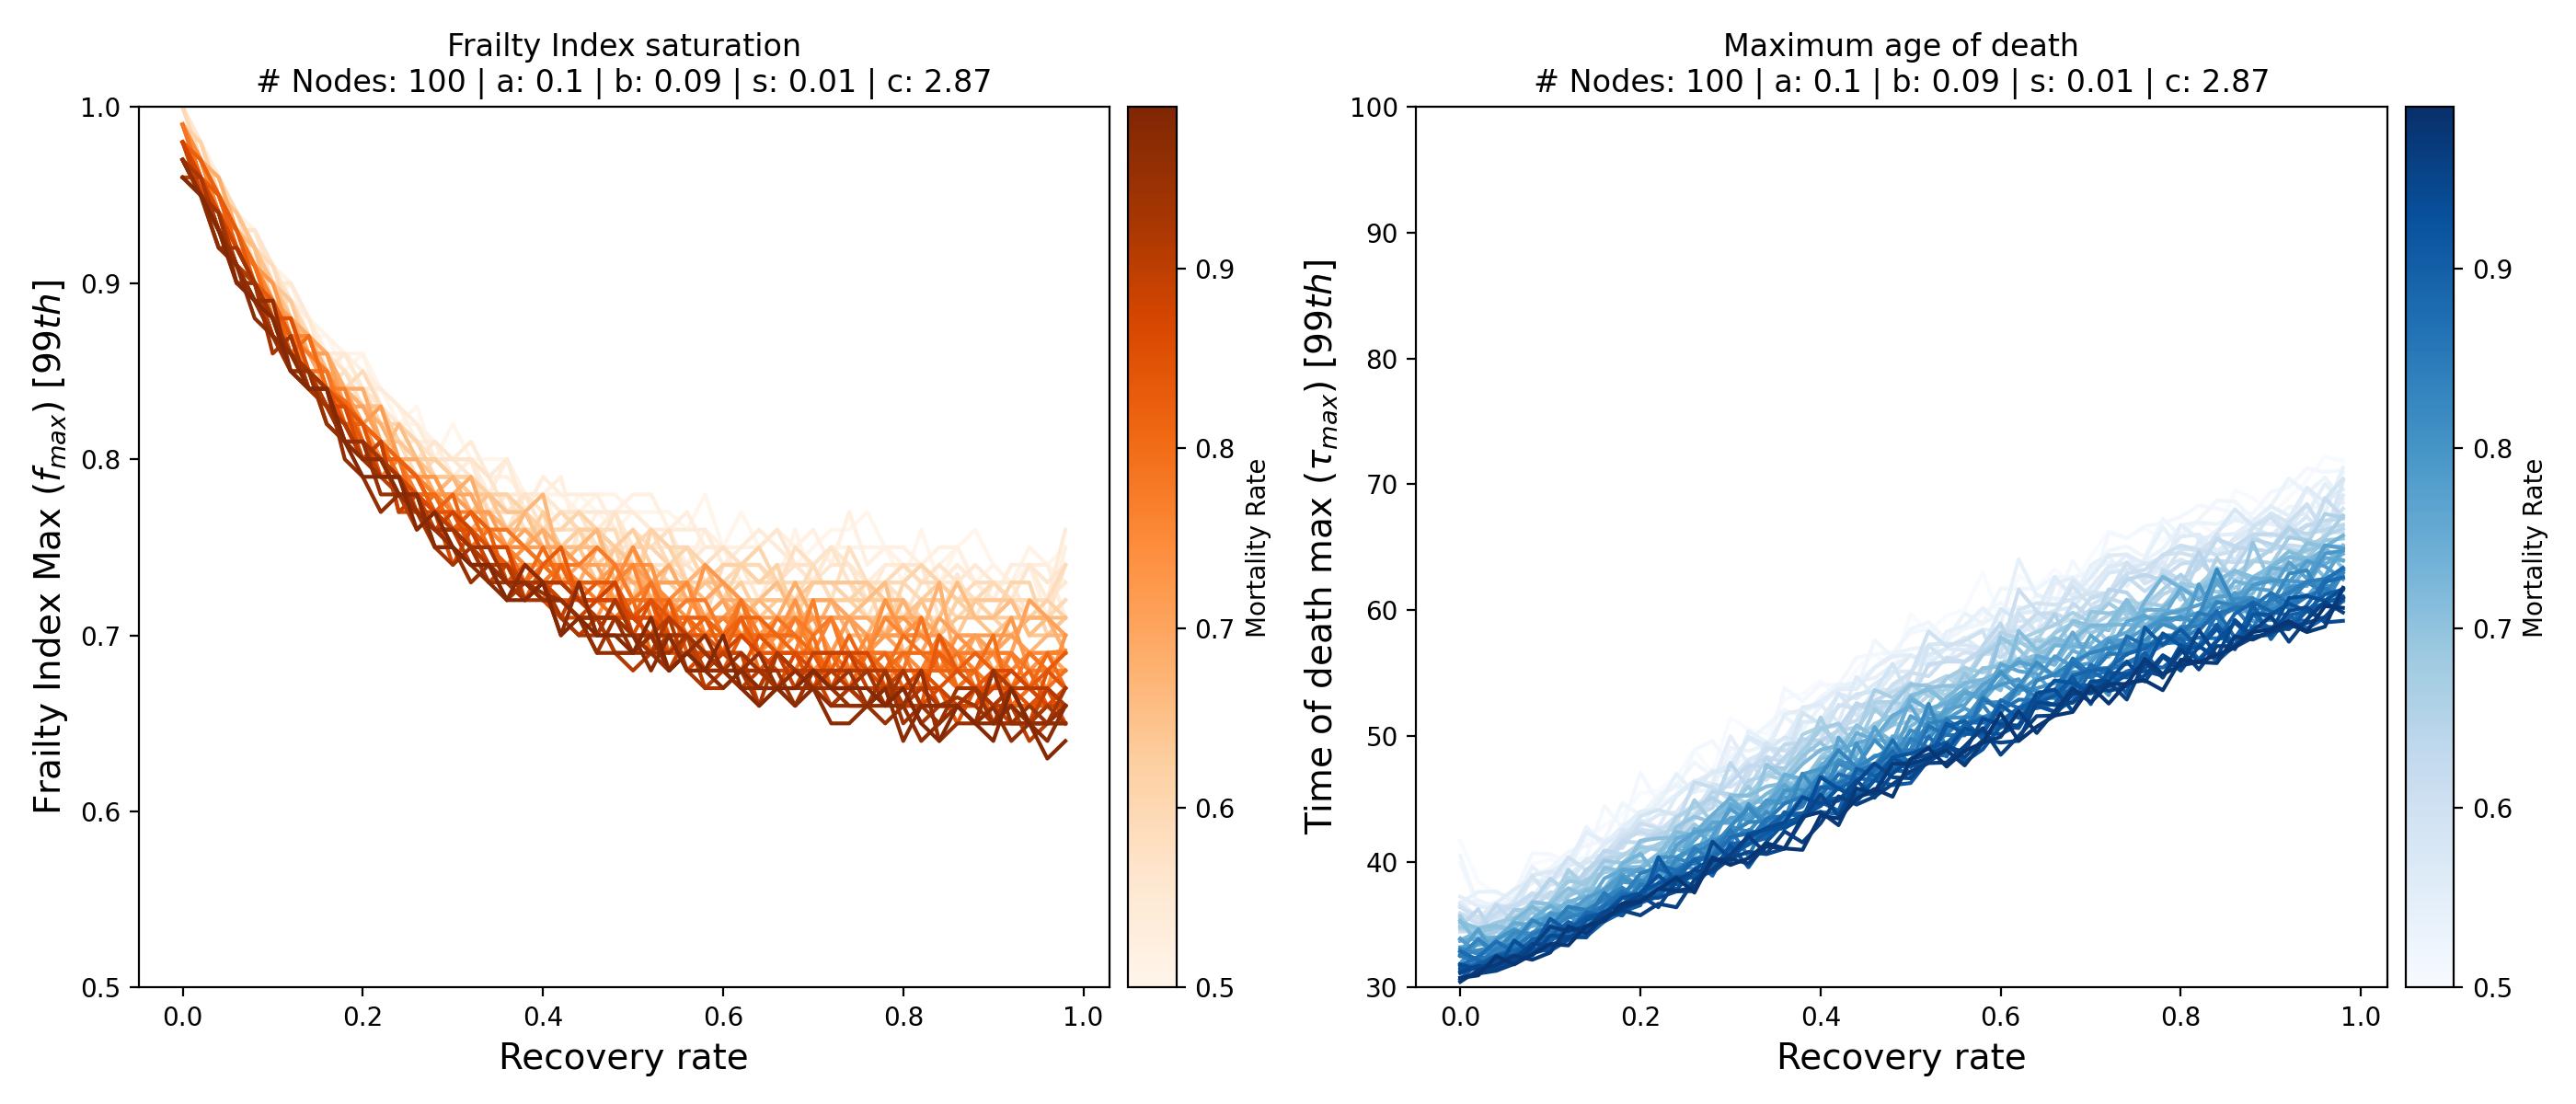 Frailty Index saturation
# Nodes: 100 | a: 0.1 | b: 0.09 | s: 0.01 | c: 2.87
1.0
0.9
0.8
0.7
0.6
0.5
Frailty Index Max (f_max) [99th]
0.0 0.2 0.4 0.6 0.8 1.0
Recovery rate
0.9
0.8
0.7
0.6
0.5
Mortality Rate
Maximum age of death
# Nodes: 100 | a: 0.1 | b: 0.09 | s: 0.01 | c: 2.87
100
90
80
70
60
50
40
30
Time of death max (τ_max) [99th]
0.0 0.2 0.4 0.6 0.8 1.0
Recovery rate
0.9
0.8
0.7
0.6
0.5
Mortality Rate